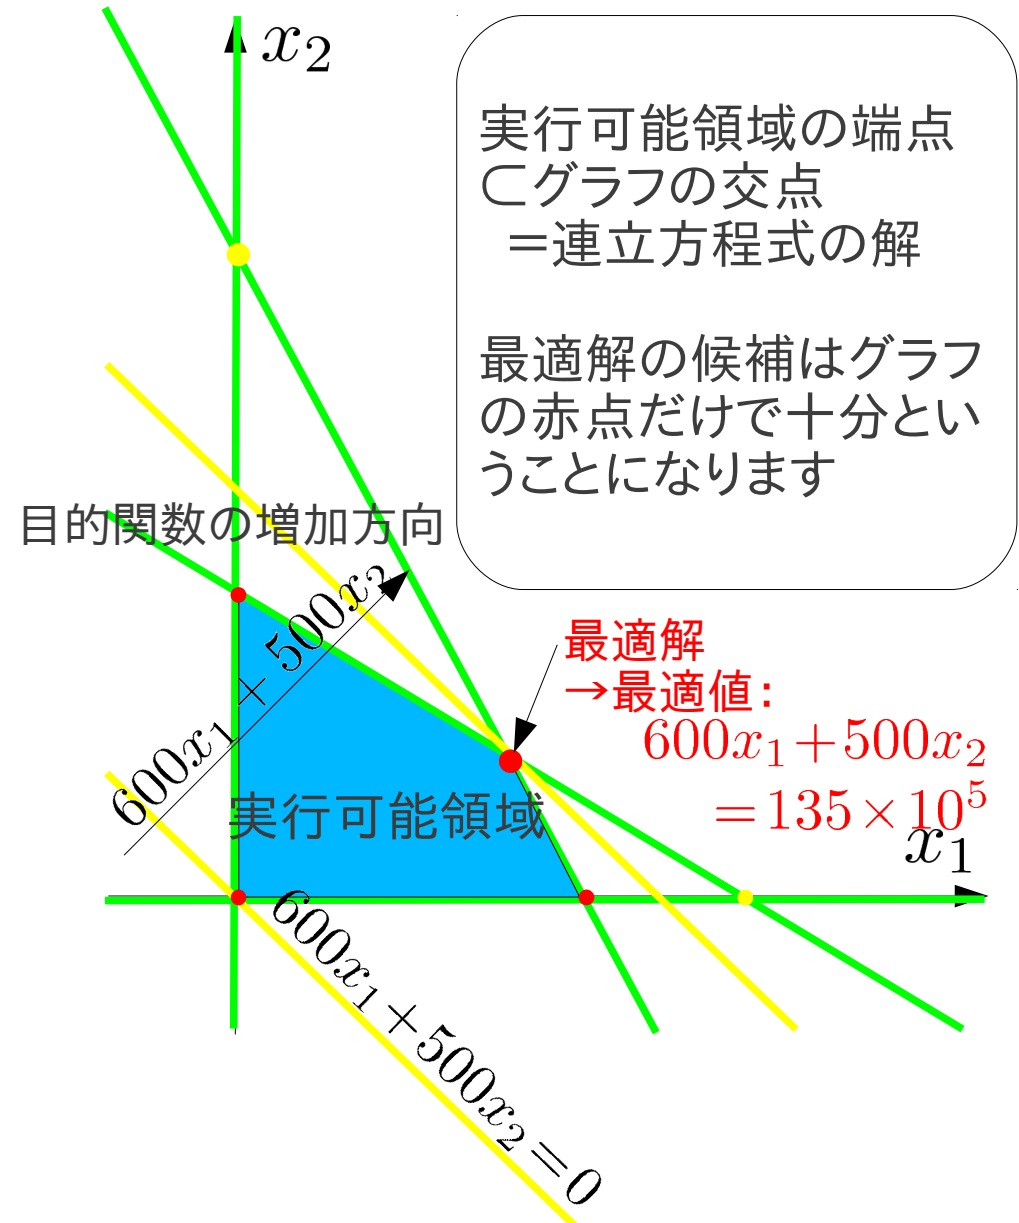 x₂
実行可能領域の端点
⊂グラフの交点
＝連立方程式の解
最適解の候補はグラフ
の赤点だけで十分とい
うことになります
目的関数の増加方向
600x₁+500x₂
最適解
→最適値：
600x₁+500x₂
=135×10⁵
実行可能領域
x₁
600x₁+500x₂=0